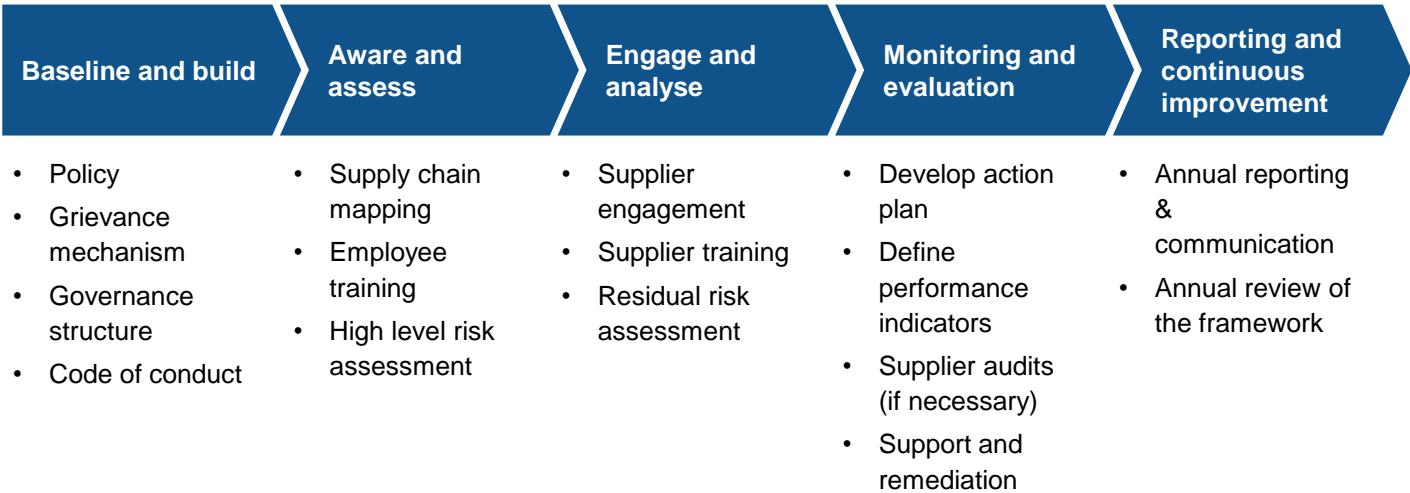 Baseline and build
Aware and
assess
Engage and
analyse
Monitoring and
evaluation
Reporting and
continuous
improvement
• Policy
• Grievance
mechanism
• Governance
structure
• Code of conduct
• Supply chain
mapping
• Employee
training
• High level risk
assessment
• Supplier
engagement
• Supplier training
• Residual risk
assessment
• Develop action
plan
• Define
performance
indicators
• Supplier audits
(if necessary)
• Support and
remediation
• Annual reporting
&
communication
• Annual review of
the framework